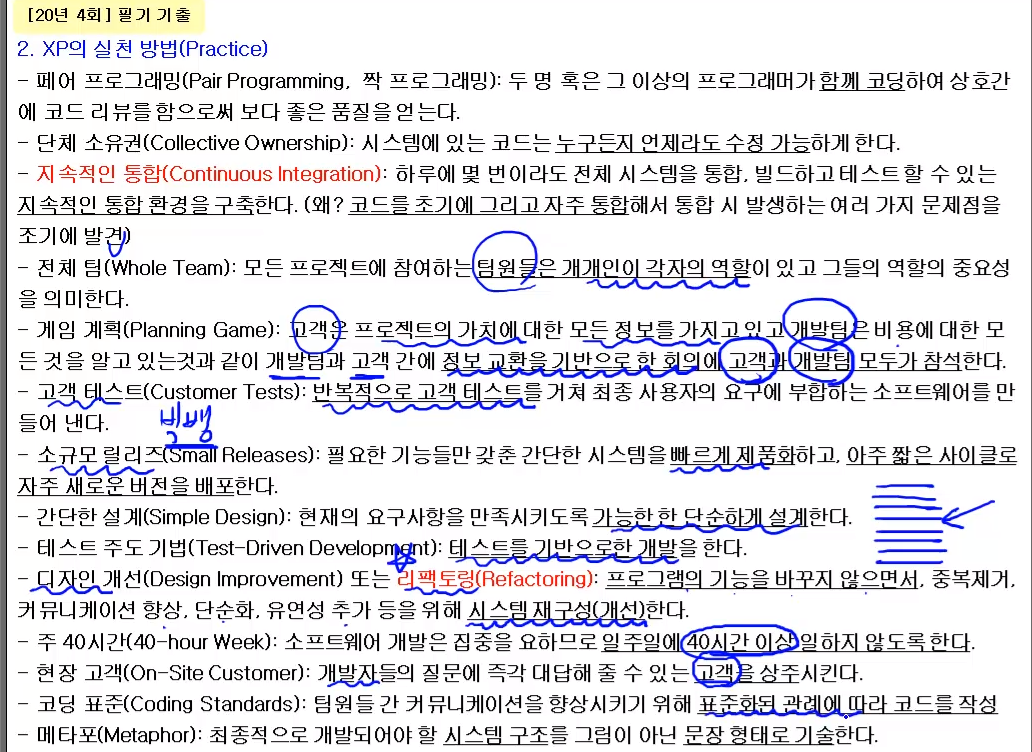 [20년 4회] 필기 기출
2. XP의 실천 방법(Practice)
- 페어 프로그래밍(Pair Programming, 짝 프로그래밍): 두 명 혹은 그 이상의 프로그래머가 함께 코딩하여 상호간
에 코드 리뷰를 함으로써 보다 좋은 품질을 얻는다.
- 단체 소유권(Collective Ownership): 시스템에 있는 코드는 누구든지 언제라도 수정 가능하게 한다.
- 지속적인 통합(Continuous Integration): 하루에 몇 번이라도 전체 시스템을 통합, 빌드하고 테스트 할 수 있는
지속적인 통합 환경을 구축한다. (왜? 코드를 초기에 그리고 자주 통합해서 통합 시 발생하는 여러 가지 문제점을
조기에 발견)
- 전체 팀(Whole Team): 모든 프로젝트에 참여하는 팀원들은 개개인이 각자의 역할이 있고 그들의 역할의 중요성
을 의미한다.
- 게임 계획(Planning Game): 고객은 프로젝트의 가치에 대한 모든 정보를 가지고 있고 개발팀은 비용에 대한 모
든 것을 알고 있는것과 같이 개발팀과 고객 간에 정보 교환을 기반으로 한 회의에 고객과 개발팀 모두가 참석한다.
- 고객 테스트(Customer Tests): 반복적으로 고객 테스트를 거쳐 최종 사용자의 요구에 부합하는 소프트웨어를 만
들어 낸다.
빅뱅
- 소규모 릴리즈(Small Releases): 필요한 기능들만 갖춘 간단한 시스템을 빠르게 제품화하고, 아주 짧은 사이클로
자주 새로운 버전을 배포한다.
- 간단한 설계(Simple Design): 현재의 요구사항을 만족시키도록 가능한 한 단순하게 설계한다.
- 테스트 주도 기법(Test-Driven Development): 테스트를 기반으로한 개발을 한다.
- 디자인 개선(Design Improvement) 또는 리팩토링(Refactoring): 프로그램의 기능을 바꾸지 않으면서, 중복제거,
커뮤니케이션 향상, 단순화, 유연성 추가 등을 위해 시스템 재구성(개선)한다.
- 주 40시간(40-hour Week): 소프트웨어 개발은 집중을 요하므로 일주일에 40시간 이상 일하지 않도록 한다.
- 현장 고객(On-Site Customer): 개발자들의 질문에 즉각 대답해 줄 수 있는 고객을 상주시킨다.
- 코딩 표준(Coding Standards): 팀원들 간 커뮤니케이션을 향상시키기 위해 표준화된 관례에 따라 코드를 작성
- 메타포(Metaphor): 최종적으로 개발되어야 할 시스템 구조를 그림이 아닌 문장 형태로 기술한다.